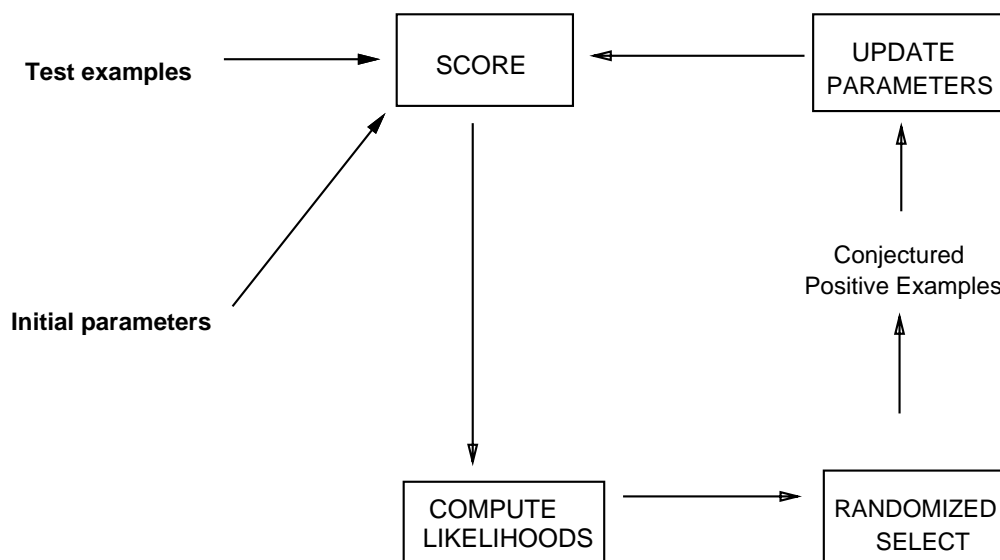 Test examples
SCORE
UPDATE
PARAMETERS
Conjectured
Positive Examples
Initial parameters
COMPUTE
LIKELIHOODS
RANDOMIZED
SELECT